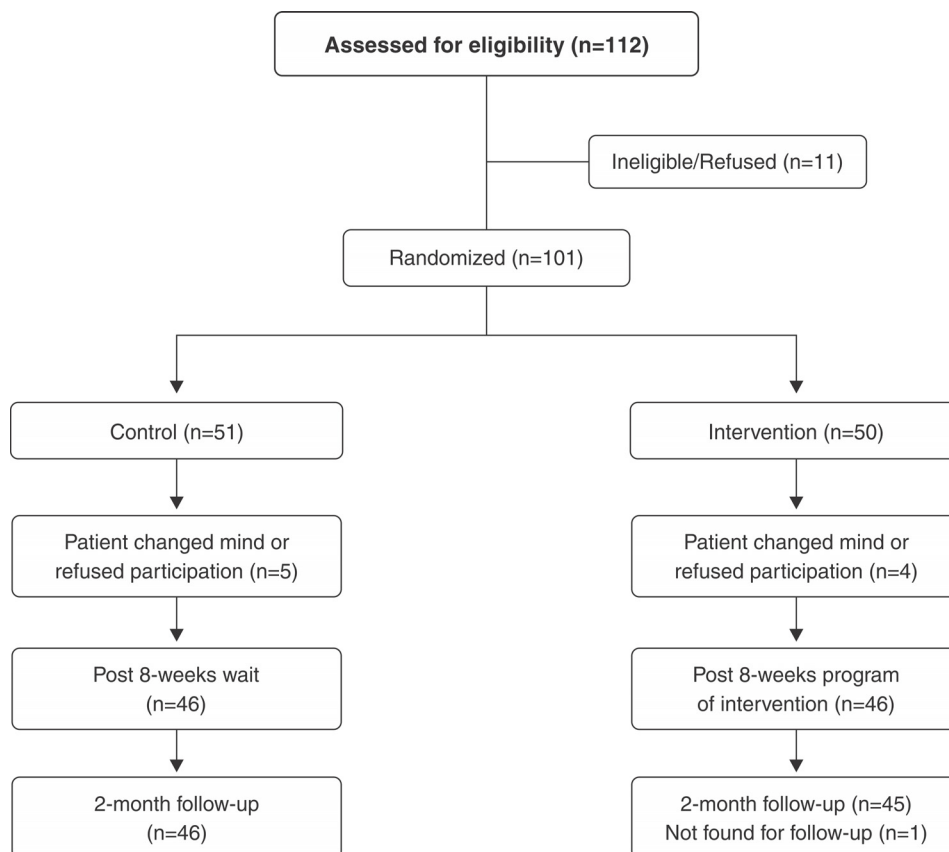 Assessed for eligibility (n=112)
Ineligible/Refused (n=11)
Randomized (n=101)
Control (n=51)
Intervention (n=50)
Patient changed mind or
refused participation (n=5)
Patient changed mind or
refused participation (n=4)
Post 8-weeks wait
(n=46)
Post 8-weeks program
of intervention (n=46)
2-month follow-up
(n=46)
2-month follow-up (n=45)
Not found for follow-up (n=1)